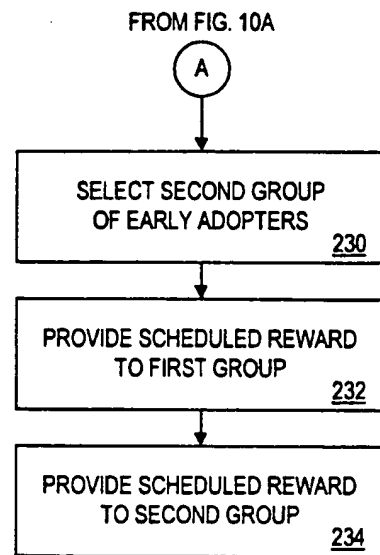 FROM FIG. 10A
A
SELECT SECOND GROUP
OF EARLY ADOPTERS
230
PROVIDE SCHEDULED REWARD
TO FIRST GROUP
232
PROVIDE SCHEDULED REWARD
TO SECOND GROUP
234